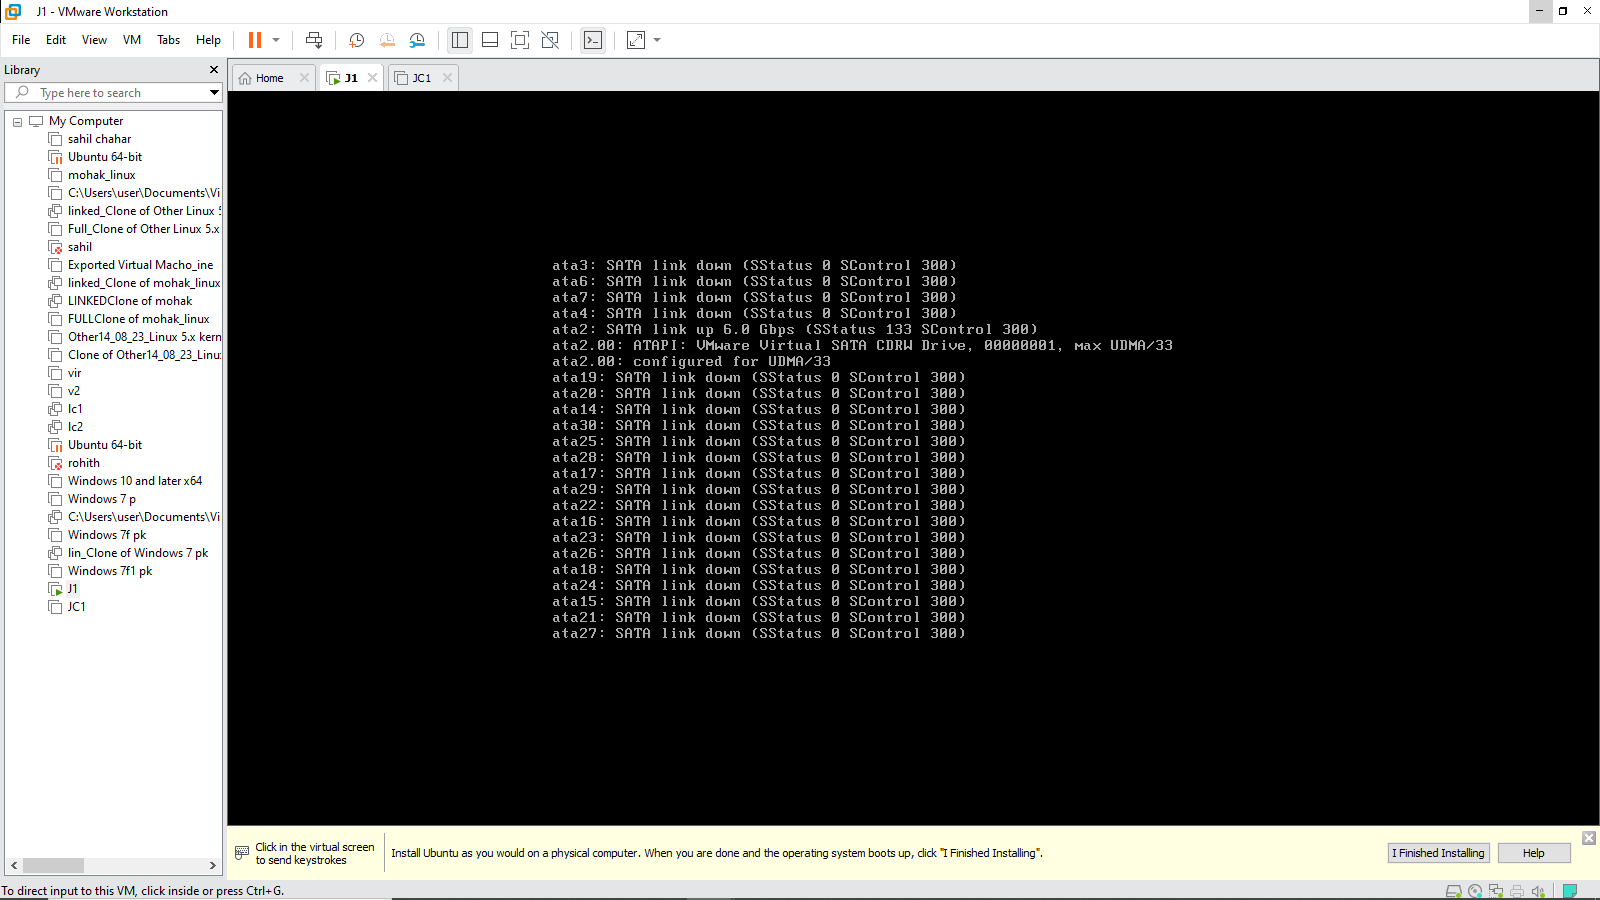 J1 - VMware Workstation
File Edit View VM Tabs Help
Library
Type here to search
My Computer
sahil chahar
Ubuntu 64-bit
mohak_linux
C:\Users\user\Documents\Vi
linked_Clone of Other Linux 5
Full_Clone of Other Linux 5.x
sahil
Exported Virtual Macho_ine
linked_Clone of mohak_linux
LINKEDClone of mohak
FULLClone of mohak_linux
Other14_08_23_Linux 5.x kern
Clone of Other14_08_23_Linu
vir
v2
lc1
lc2
Ubuntu 64-bit
rohith
Windows 10 and later x64
Windows 7 p
C:\Users\user\Documents\Vi
Windows 7f pk
lin_Clone of Windows 7 pk
Windows 7f1 pk
J1
JC1
Home J1 JC1
ata3: SATA link down (SStatus 0 SControl 300)
ata6: SATA link down (SStatus 0 SControl 300)
ata7: SATA link down (SStatus 0 SControl 300)
ata4: SATA link down (SStatus 0 SControl 300)
ata2: SATA link up 6.0 Gbps (SStatus 133 SControl 300)
ata2.00: ATAPI: VMware Virtual SATA CDRW Drive, 00000001, max UDMA/33
ata2.00: configured for UDMA/33
ata19: SATA link down (SStatus 0 SControl 300)
ata20: SATA link down (SStatus 0 SControl 300)
ata14: SATA link down (SStatus 0 SControl 300)
ata30: SATA link down (SStatus 0 SControl 300)
ata25: SATA link down (SStatus 0 SControl 300)
ata28: SATA link down (SStatus 0 SControl 300)
ata17: SATA link down (SStatus 0 SControl 300)
ata29: SATA link down (SStatus 0 SControl 300)
ata22: SATA link down (SStatus 0 SControl 300)
ata16: SATA link down (SStatus 0 SControl 300)
ata23: SATA link down (SStatus 0 SControl 300)
ata26: SATA link down (SStatus 0 SControl 300)
ata18: SATA link down (SStatus 0 SControl 300)
ata24: SATA link down (SStatus 0 SControl 300)
ata15: SATA link down (SStatus 0 SControl 300)
ata21: SATA link down (SStatus 0 SControl 300)
ata27: SATA link down (SStatus 0 SControl 300)
Click in the virtual screen
to send keystrokes
Install Ubuntu as you would on a physical computer. When you are done and the operating system boots up, click "I Finished Installing".
I Finished Installing
Help
To direct input to this VM, click inside or press Ctrl+G.